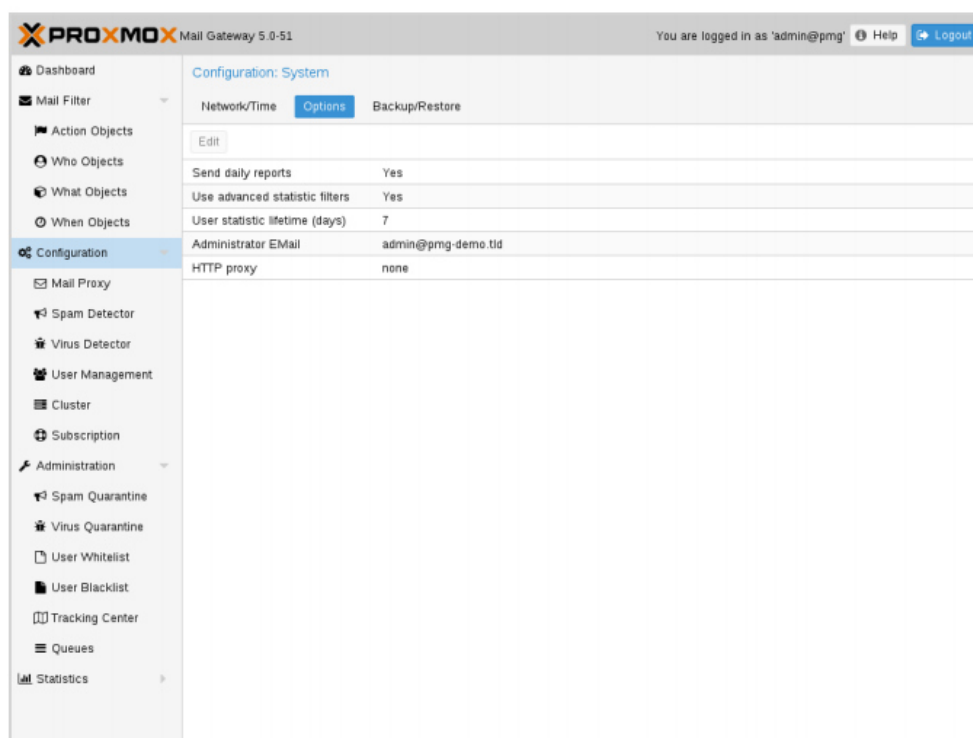 PROXMOX Mail Gateway 5.0-51
You are logged in as 'admin@pmg' Help Logout
Dashboard
Mail Filter
Action Objects
Who Objects
What Objects
When Objects
Configuration
Mail Proxy
Spam Detector
Virus Detector
User Management
Cluster
Subscription
Administration
Spam Quarantine
Virus Quarantine
User Whitelist
User Blacklist
Tracking Center
Queues
Statistics
Configuration: System
Network/Time Options Backup/Restore
Edit
Send daily reports Yes
Use advanced statistic filters Yes
User statistic lifetime (days) 7
Administrator EMail admin@pmg-demo.tld
HTTP proxy none